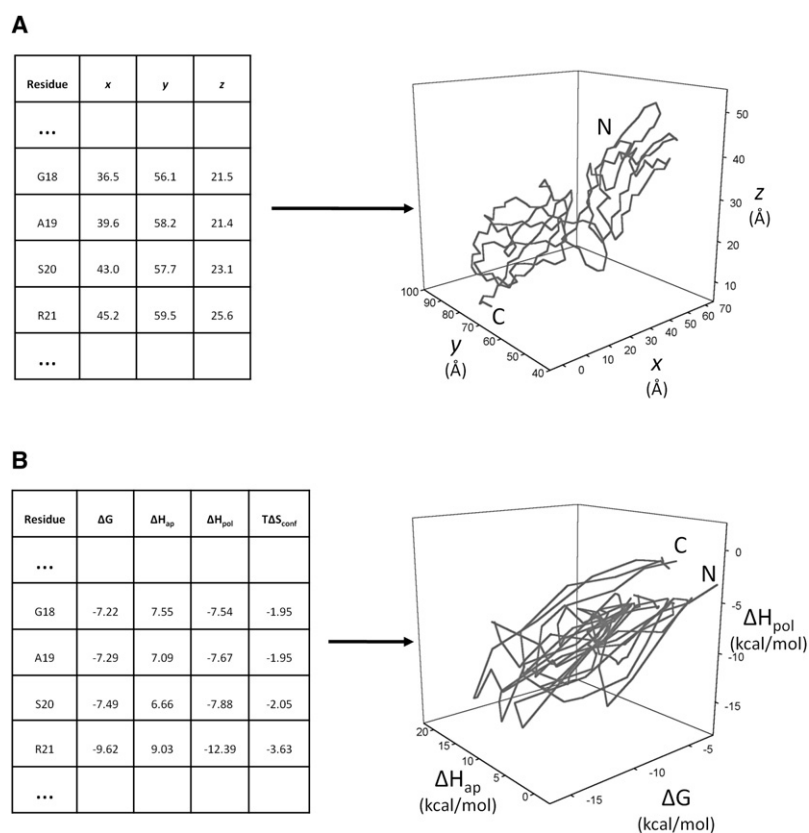 A
Residue x y z
...
G18 36.5 56.1 21.5
A19 39.6 58.2 21.4
S20 43.0 57.7 23.1
R21 45.2 59.5 25.6
...
N
C
50
40
30
20
10
z
(Å)
100
90
80
70
60
50
40
y
(Å)
0
10
20
30
40
50
60
70
x
(Å)
B
Residue ΔG ΔH_ap ΔH_pol TΔS_conf
...
G18 -7.22 7.55 -7.54 -1.95
A19 -7.29 7.09 -7.67 -1.95
S20 -7.49 6.66 -7.88 -2.05
R21 -9.62 9.03 -12.39 -3.63
...
C
N
0
-5
-10
-15
ΔH_pol
(kcal/mol)
20
15
10
5
0
ΔH_ap
(kcal/mol)
-15
-10
-5
ΔG
(kcal/mol)